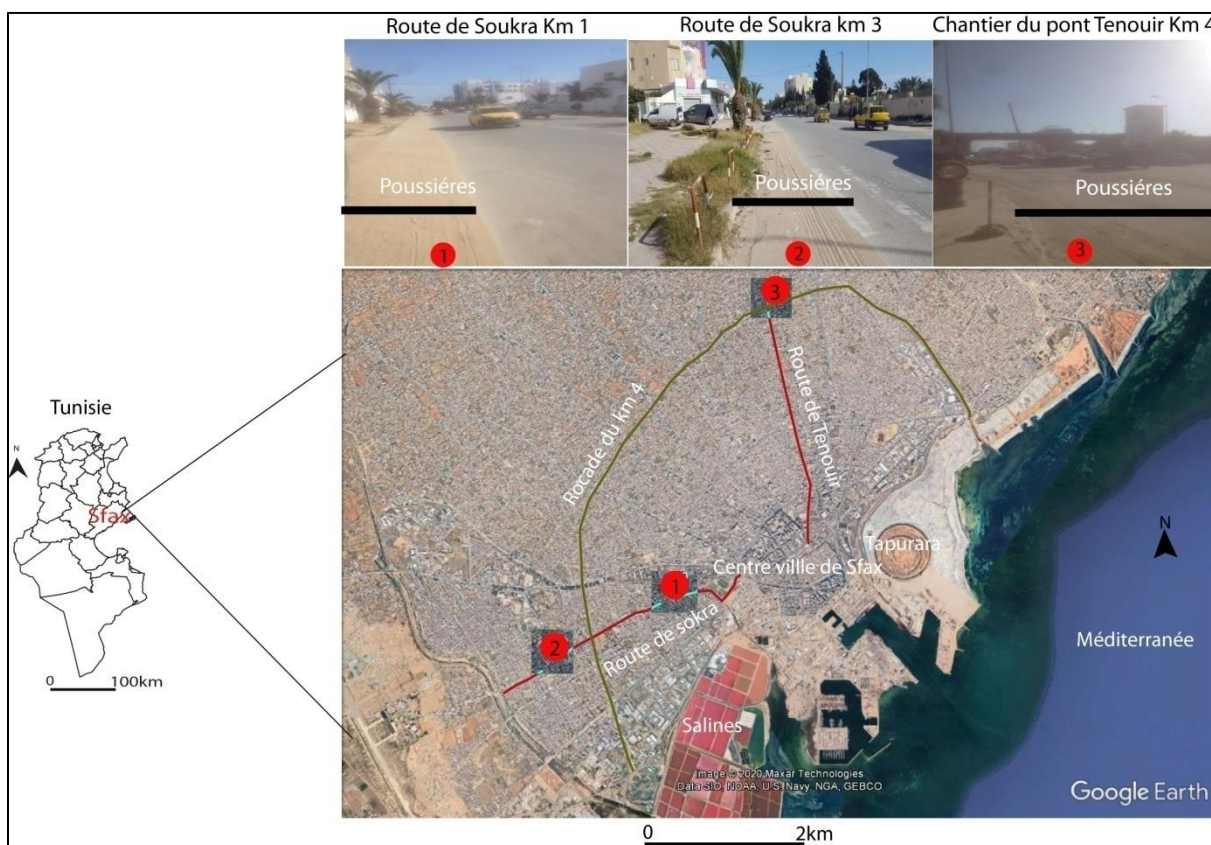 Route de Soukra Km 1
Route de Soukra km 3
Chantier du pont Tenouir Km 4
Poussiéres
Poussiéres
Poussiéres
1
2
3
Tunisie
N
Sfax
0 100km
3
Rocade du km 4
Route de Tenouir
Tapurara
Centre villle de Sfax
1
2
Route de sokra
N
Méditerranée
Salines
Image © 2020 Maxar Technologies
Data SIO, NOAA, U.S. Navy, NGA, GEBCO
Google Earth
0 2km